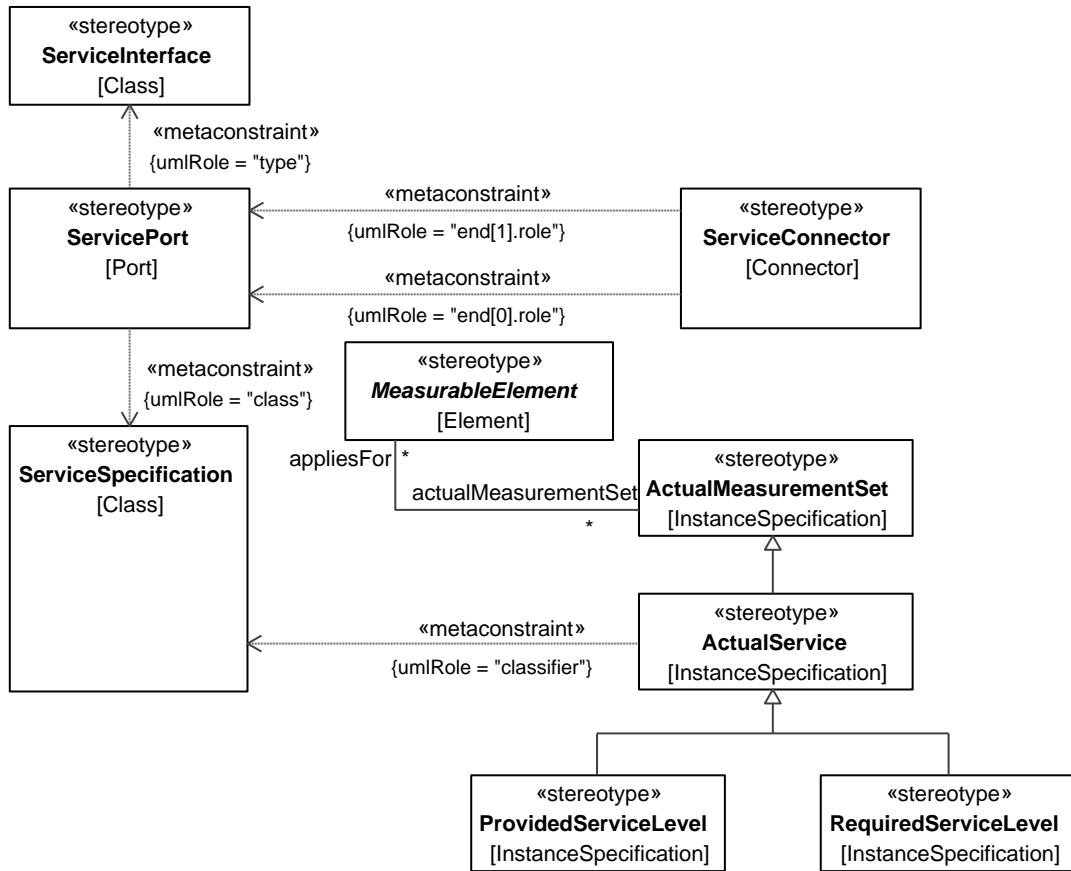 «stereotype»
ServiceInterface
[Class]
«metaconstraint»
{umlRole = "type"}
«stereotype»
ServicePort
[Port]
«metaconstraint»
{umlRole = "end[1].role"}
«metaconstraint»
{umlRole = "end[0].role"}
«stereotype»
ServiceConnector
[Connector]
«metaconstraint»
{umlRole = "class"}
«stereotype»
MeasurableElement
[Element]
appliesFor *
actualMeasurementSet
*
«stereotype»
ActualMeasurementSet
[InstanceSpecification]
«stereotype»
ServiceSpecification
[Class]
«metaconstraint»
{umlRole = "classifier"}
«stereotype»
ActualService
[InstanceSpecification]
«stereotype»
ProvidedServiceLevel
[InstanceSpecification]
«stereotype»
RequiredServiceLevel
[InstanceSpecification]